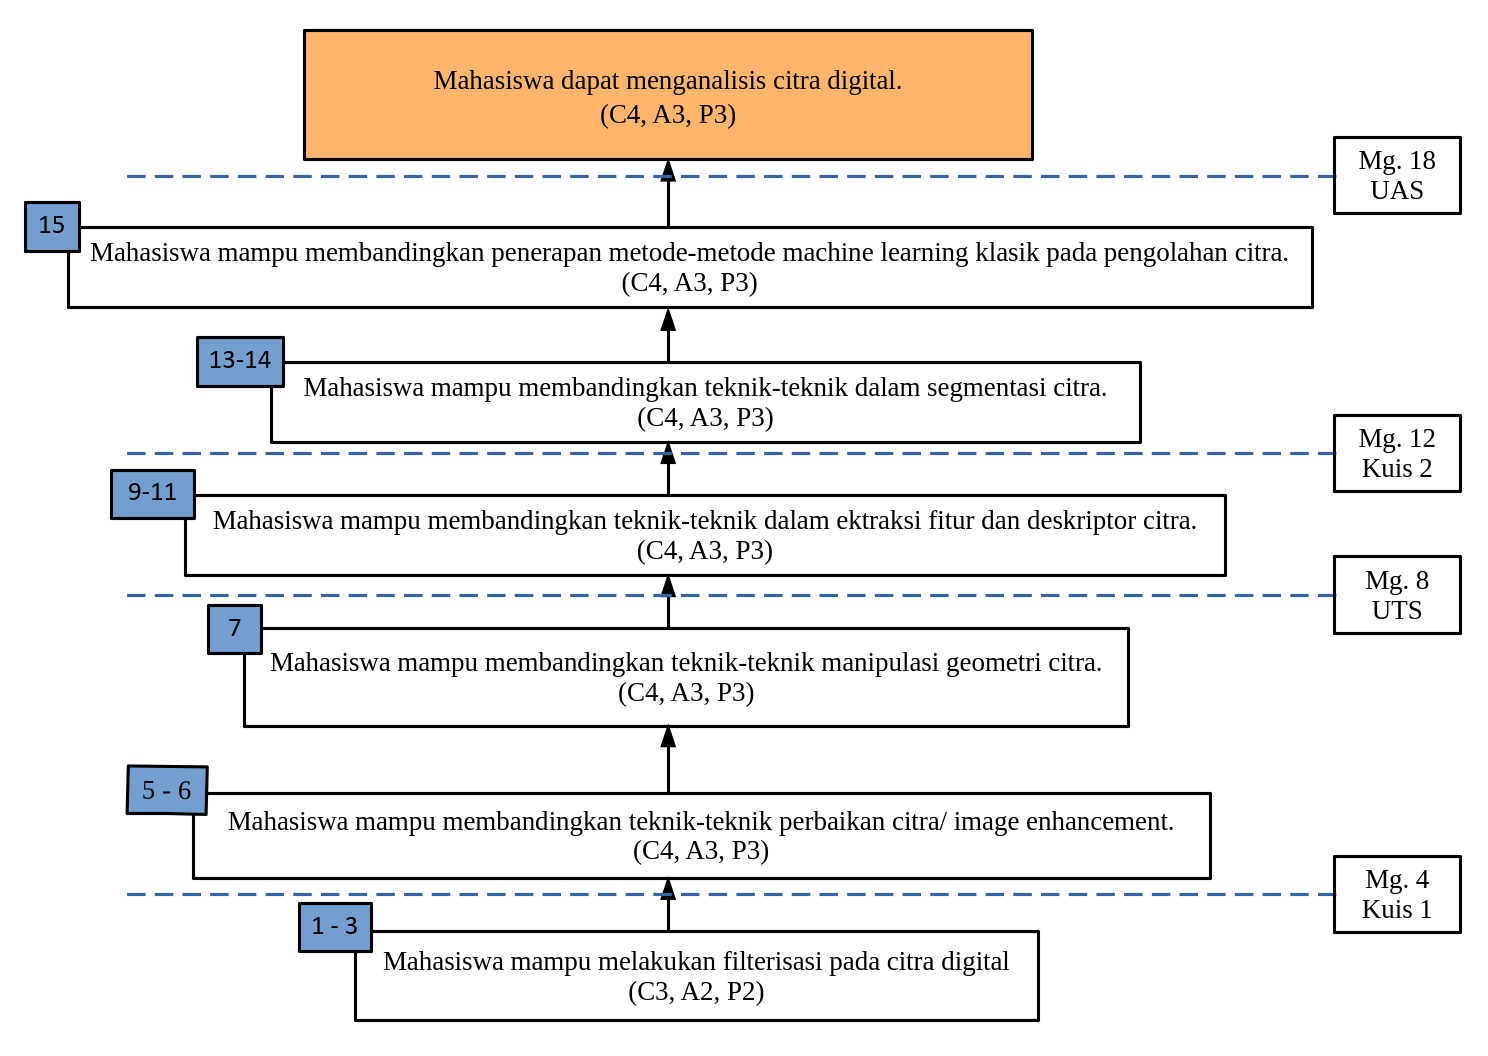 Mahasiswa dapat menganalisis citra digital.
(C4, A3, P3)
Mg. 18
UAS
15
Mahasiswa mampu membandingkan penerapan metode-metode machine learning klasik pada pengolahan citra.
(C4, A3, P3)
13-14
Mahasiswa mampu membandingkan teknik-teknik dalam segmentasi citra.
(C4, A3, P3)
Mg. 12
Kuis 2
9-11
Mahasiswa mampu membandingkan teknik-teknik dalam ektraksi fitur dan deskriptor citra.
(C4, A3, P3)
Mg. 8
UTS
7
Mahasiswa mampu membandingkan teknik-teknik manipulasi geometri citra.
(C4, A3, P3)
5 - 6
Mahasiswa mampu membandingkan teknik-teknik perbaikan citra/ image enhancement.
(C4, A3, P3)
Mg. 4
Kuis 1
1 - 3
Mahasiswa mampu melakukan filterisasi pada citra digital
(C3, A2, P2)